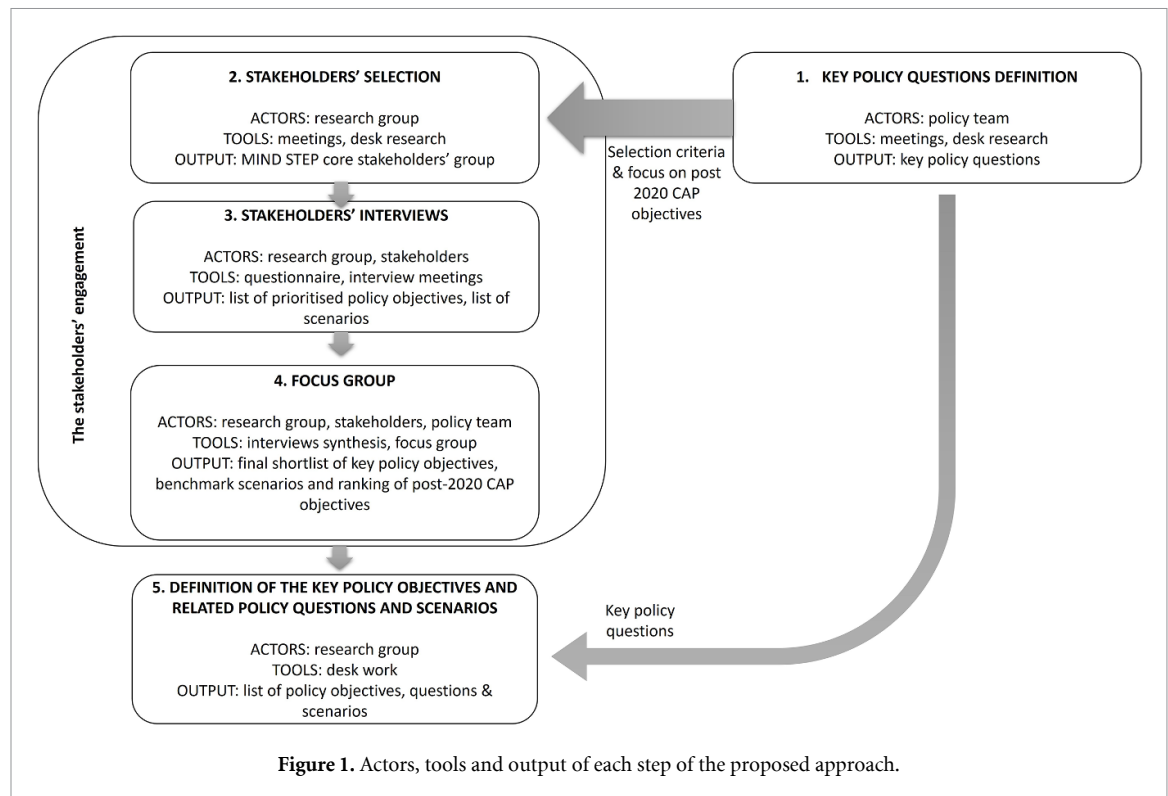 1. KEY POLICY QUESTIONS DEFINITION
ACTORS: policy team
TOOLS: meetings, desk research
OUTPUT: key policy questions
Selection criteria
& focus on post
2020 CAP
objectives
The stakeholders' engagement
2. STAKEHOLDERS' SELECTION
ACTORS: research group
TOOLS: meetings, desk research
OUTPUT: MIND STEP core stakeholders' group
3. STAKEHOLDERS' INTERVIEWS
ACTORS: research group, stakeholders
TOOLS: questionnaire, interview meetings
OUTPUT: list of prioritised policy objectives, list of
scenarios
4. FOCUS GROUP
ACTORS: research group, stakeholders, policy team
TOOLS: interviews synthesis, focus group
OUTPUT: final shortlist of key policy objectives,
benchmark scenarios and ranking of post-2020 CAP
objectives
5. DEFINITION OF THE KEY POLICY OBJECTIVES AND
RELATED POLICY QUESTIONS AND SCENARIOS
ACTORS: research group
TOOLS: desk work
OUTPUT: list of policy objectives, questions &
scenarios
Key policy
questions
Figure 1. Actors, tools and output of each step of the proposed approach.